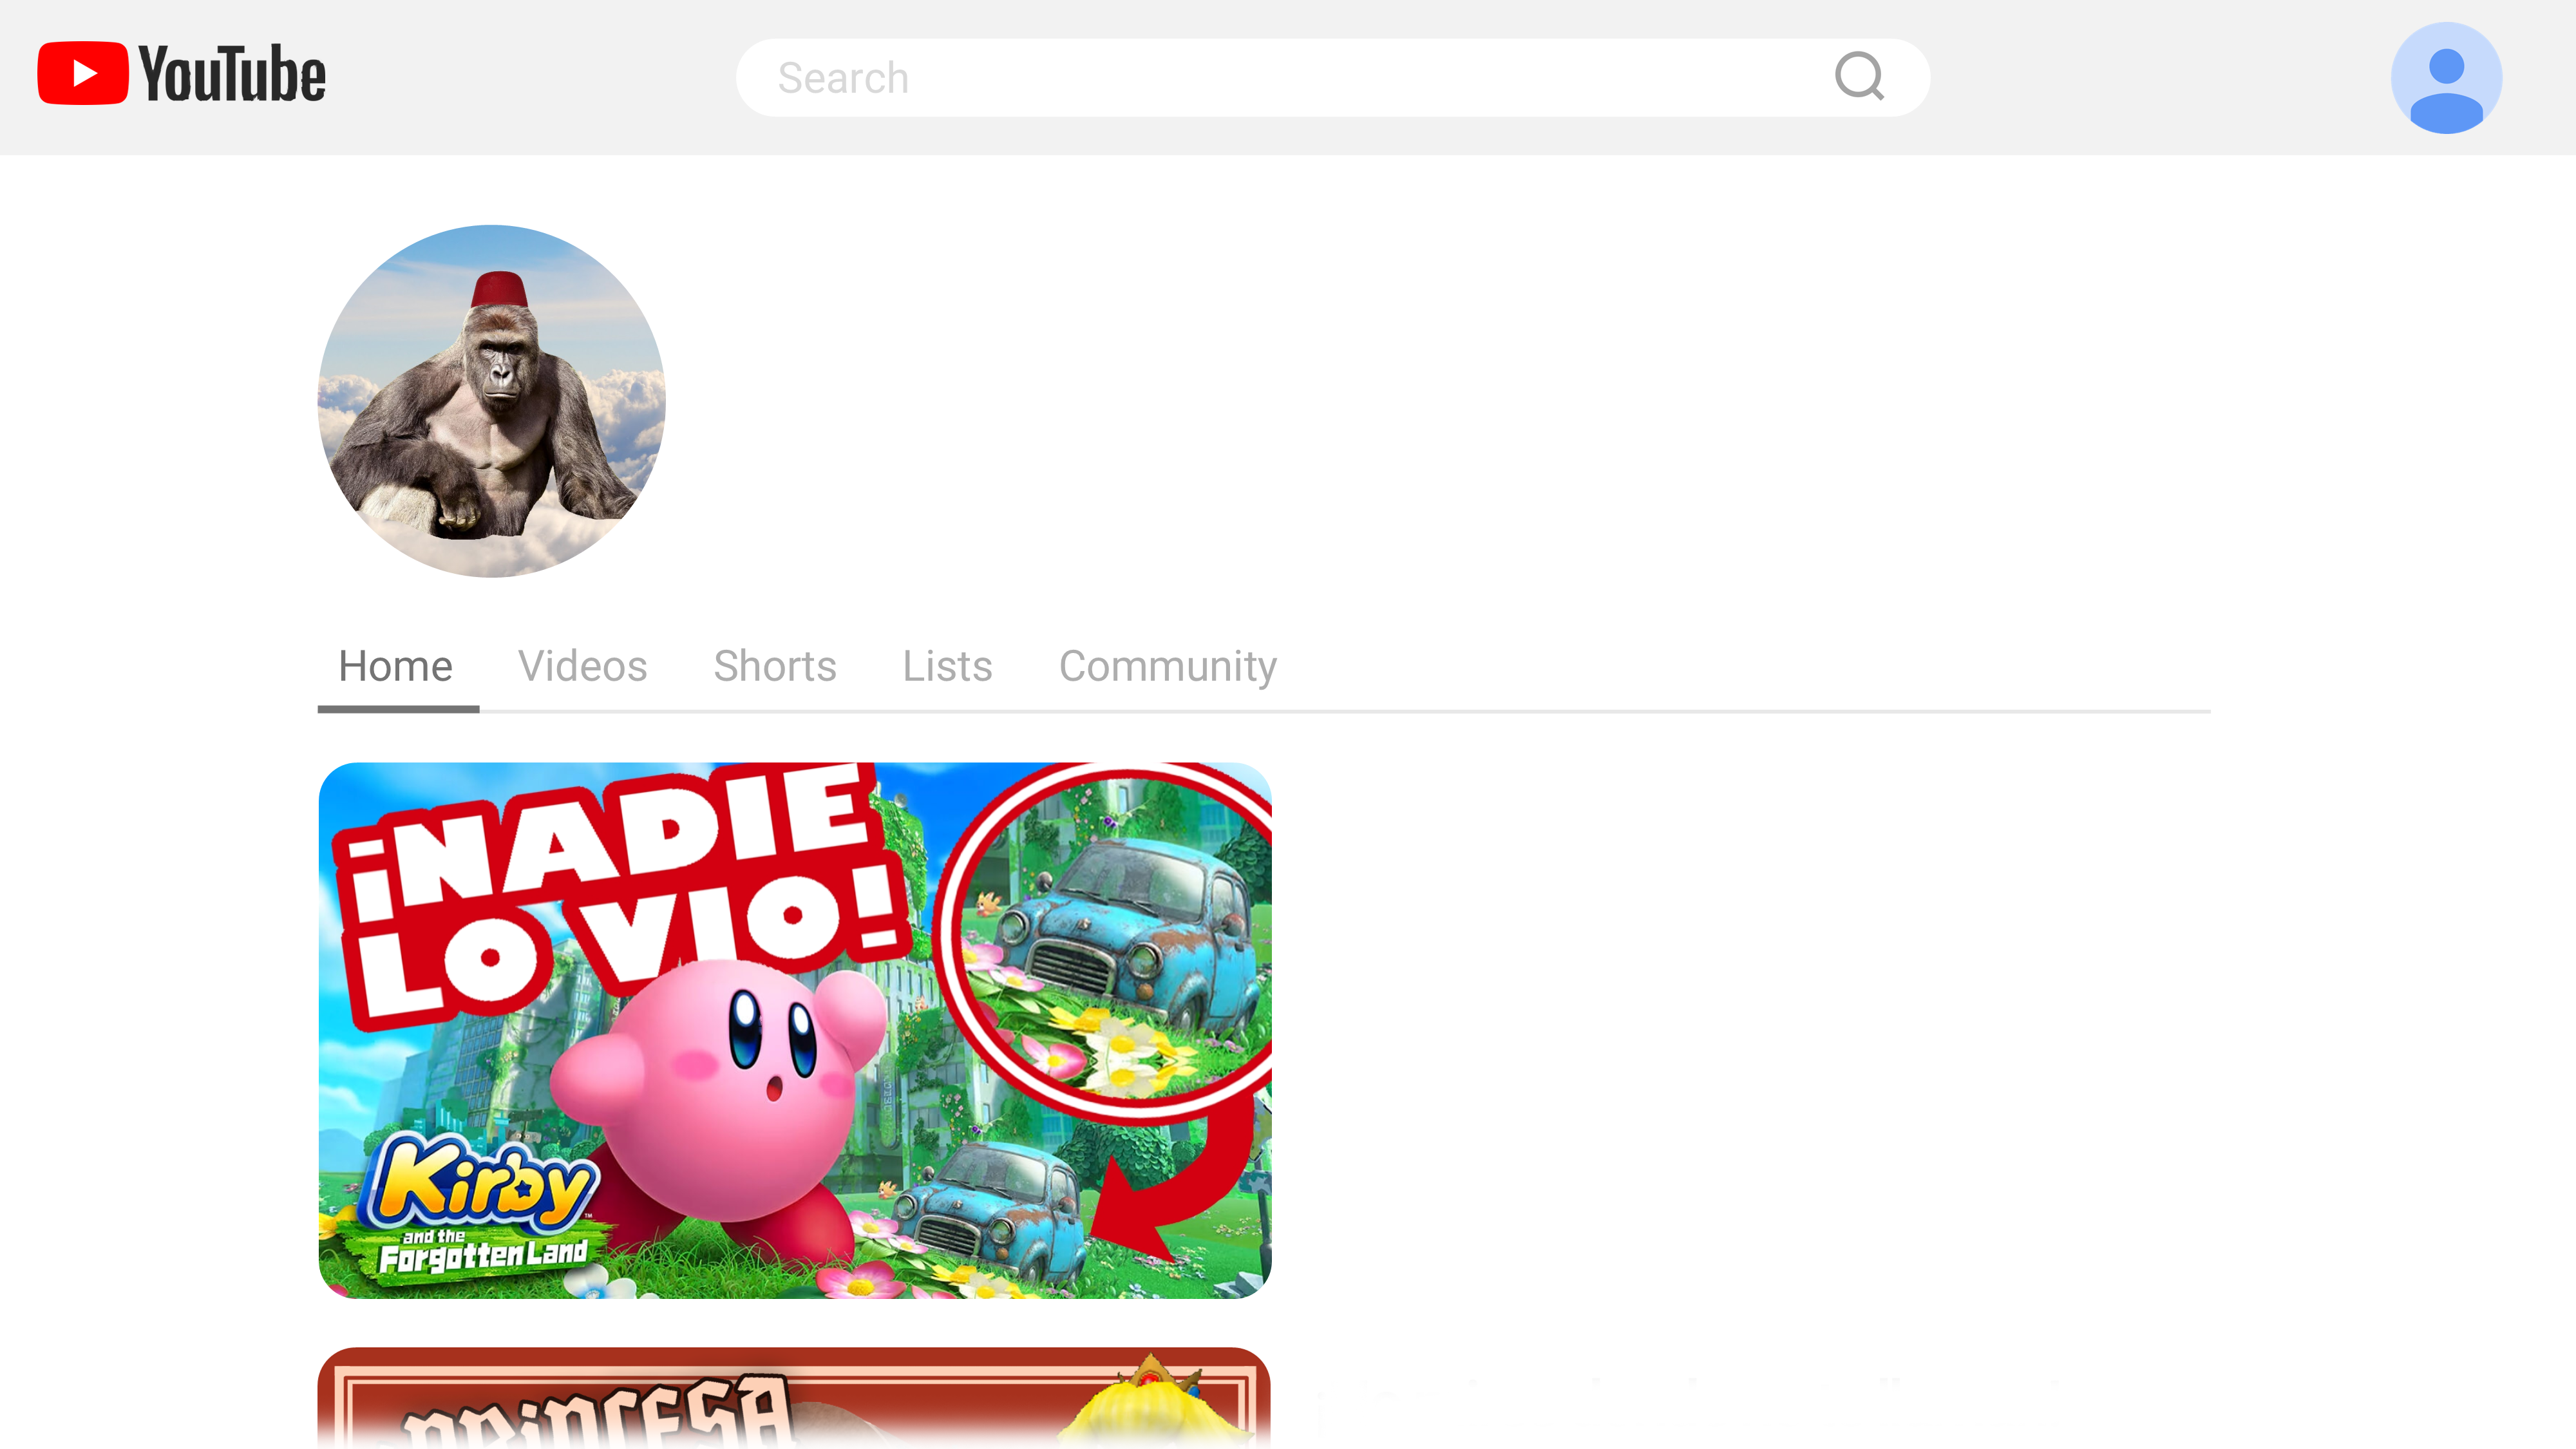 YouTube
Search
Home Videos Shorts Lists Community
¡NADIE
LO VIO!
Kirby
and the
Forgotten Land
PRINCESA